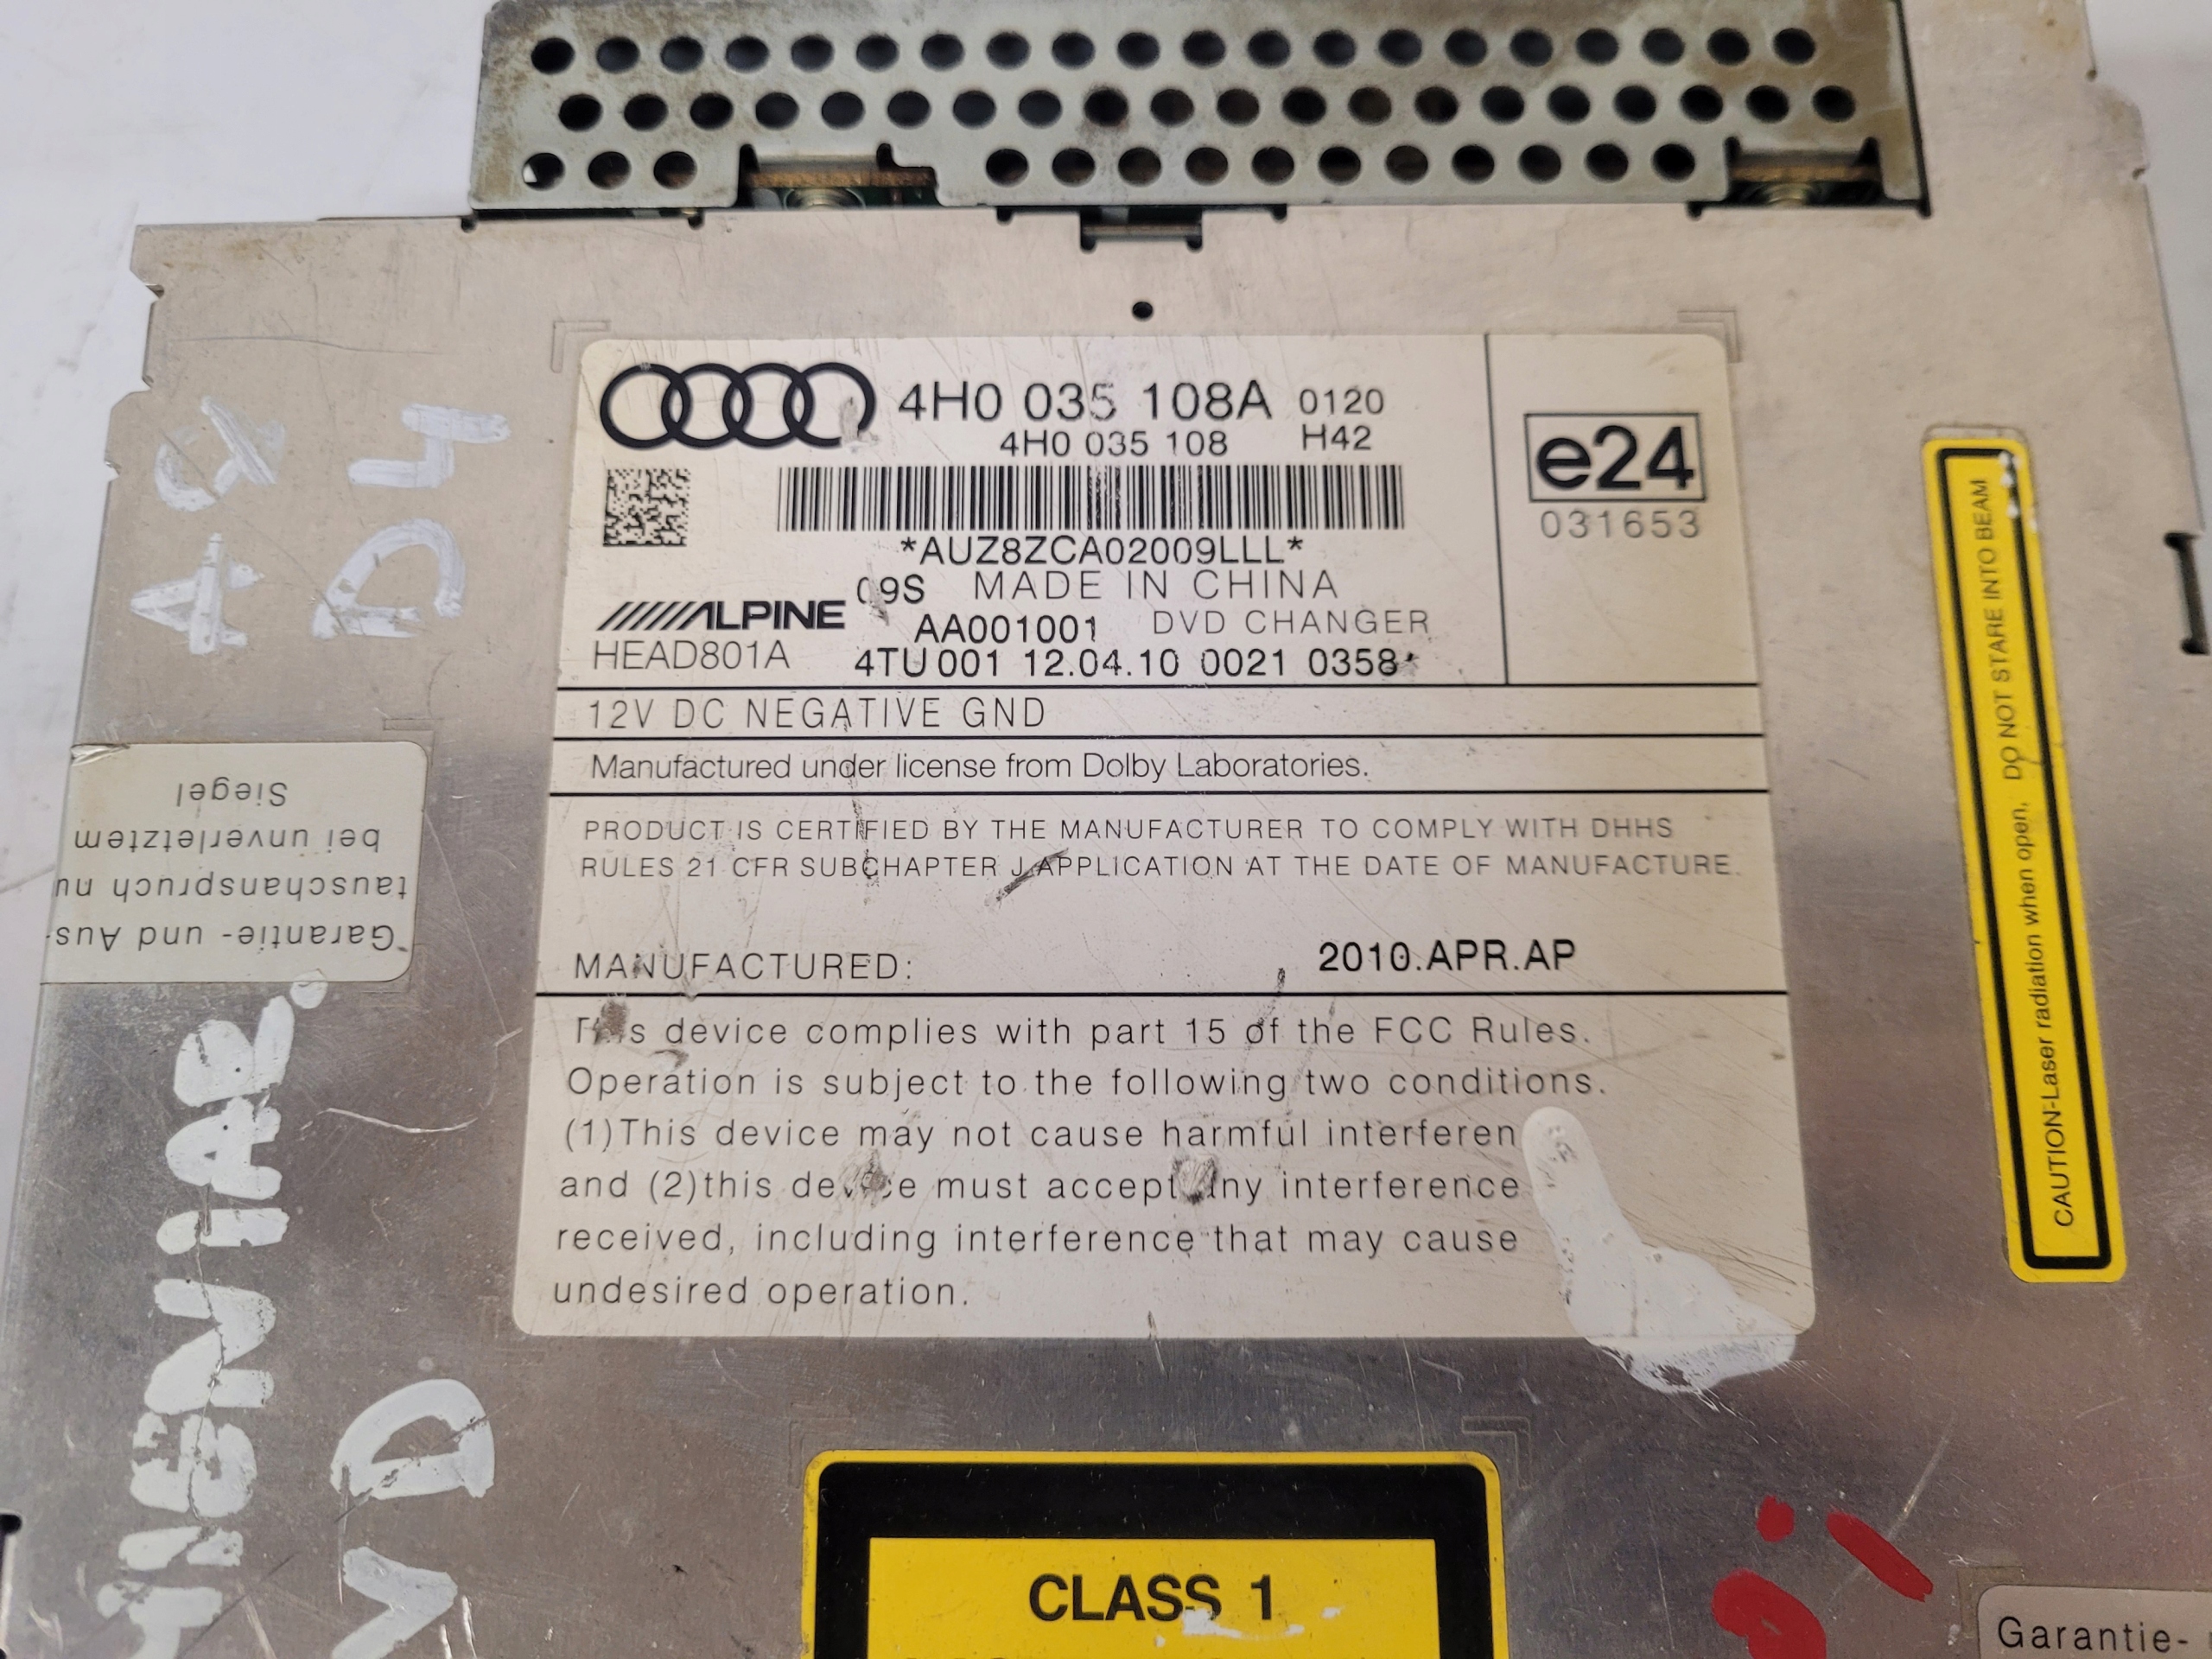 4H0 035 108A 0120
4H0 035 108 H42
e24
031653
*AUZ8ZCA02009LLL*
09S MADE IN CHINA
ALPINE AA001001 DVD CHANGER
HEAD801A 4TU 001 12.04.10 0021 0358*
12V DC NEGATIVE GND
Manufactured under license from Dolby Laboratories.
PRODUCT IS CERTIFIED BY THE MANUFACTURER TO COMPLY WITH DHHS
RULES 21 CFR SUBCHAPTER J APPLICATION AT THE DATE OF MANUFACTURE.
MANUFACTURED: 2010.APR.AP
This device complies with part 15 of the FCC Rules.
Operation is subject to the following two conditions.
(1)This device may not cause harmful interferen
and (2)this device must accept any interference
received, including interference that may cause
undesired operation.
CAUTION-Laser radiation when open, DO NOT STARE INTO BEAM
Garantie- und Aus-
tauschanspruch nu
bei unverletztem
Siegel
D4
CLASS 1
Garantie-